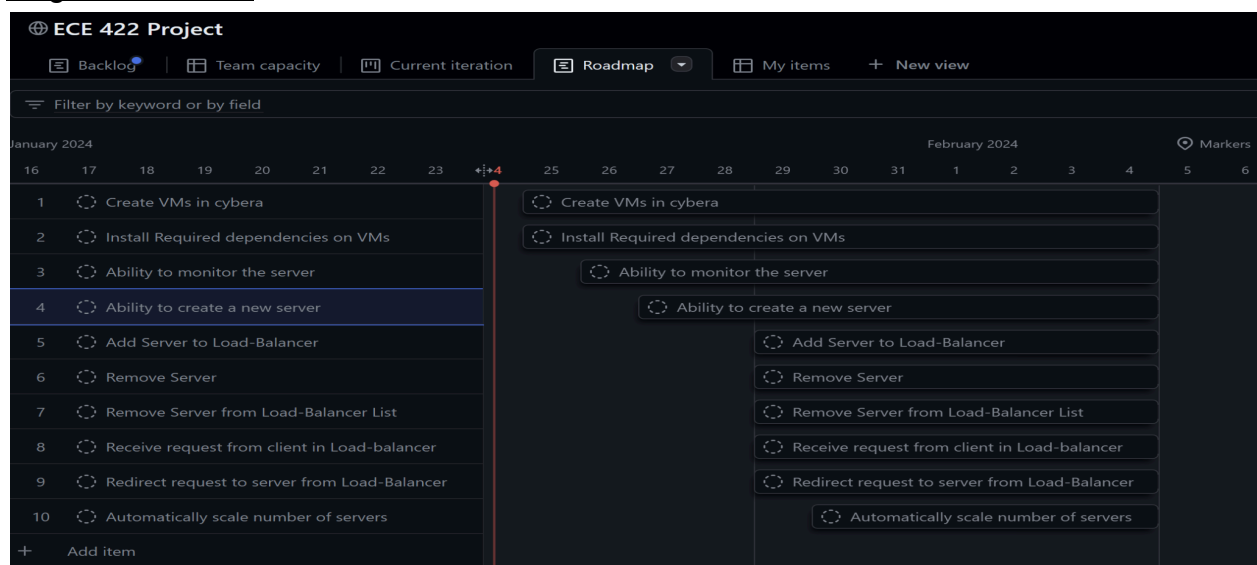 ECE 422 Project
Backlog Team capacity Current iteration Roadmap My items + New view
Filter by keyword or by field
January 2024 February 2024 Markers
16 17 18 19 20 21 22 23 4 25 26 27 28 29 30 31 1 2 3 4 5 6
1 Create VMs in cybera Create VMs in cybera
2 Install Required dependencies on VMs Install Required dependencies on VMs
3 Ability to monitor the server Ability to monitor the server
4 Ability to create a new server Ability to create a new server
5 Add Server to Load-Balancer Add Server to Load-Balancer
6 Remove Server Remove Server
7 Remove Server from Load-Balancer List Remove Server from Load-Balancer List
8 Receive request from client in Load-balancer Receive request from client in Load-balancer
9 Redirect request to server from Load-Balancer Redirect request to server from Load-Balancer
10 Automatically scale number of servers Automatically scale number of servers
+ Add item